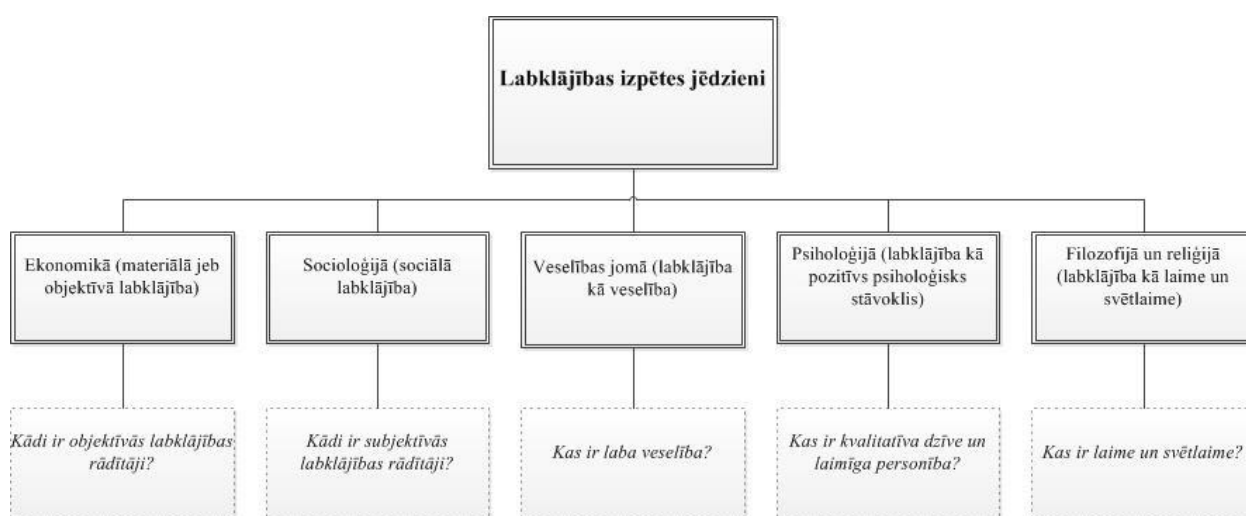 Labklājības izpētes jēdzieni
Ekonomikā (materiālā jeb
objektīvā labklājība)
Socioloģijā (sociālā
labklājība)
Veselības jomā (labklājība
kā veselība)
Psiholoģijā (labklājība kā
pozitīvs psiholoģisks
stāvoklis)
Filozofijā un reliģijā
(labklājība kā laime un
svētlaime)
Kādi ir objektīvās labklājības
rādītāji?
Kādi ir subjektīvās
labklājības rādītāji?
Kas ir laba veselība?
Kas ir kvalitatīva dzīve un
laimīga personība?
Kas ir laime un svētlaime?